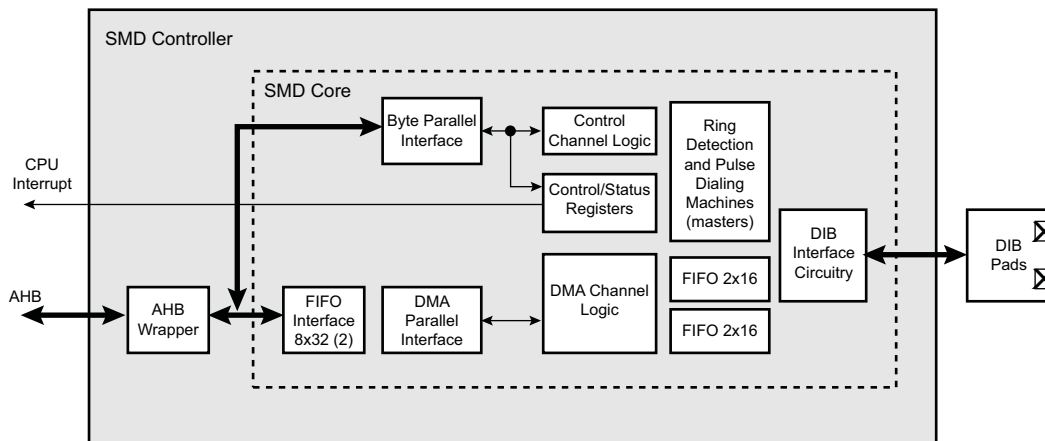 SMD Controller
SMD Core
Byte Parallel
Interface
Control
Channel Logic
Ring
Detection
and Pulse
Dialing
Machines
(masters)
CPU
Interrupt
Control/Status
Registers
DIB
Interface
Circuitry
DIB
Pads
AHB
AHB
Wrapper
FIFO
Interface
8x32 (2)
DMA
Parallel
Interface
DMA Channel
Logic
FIFO 2x16
FIFO 2x16